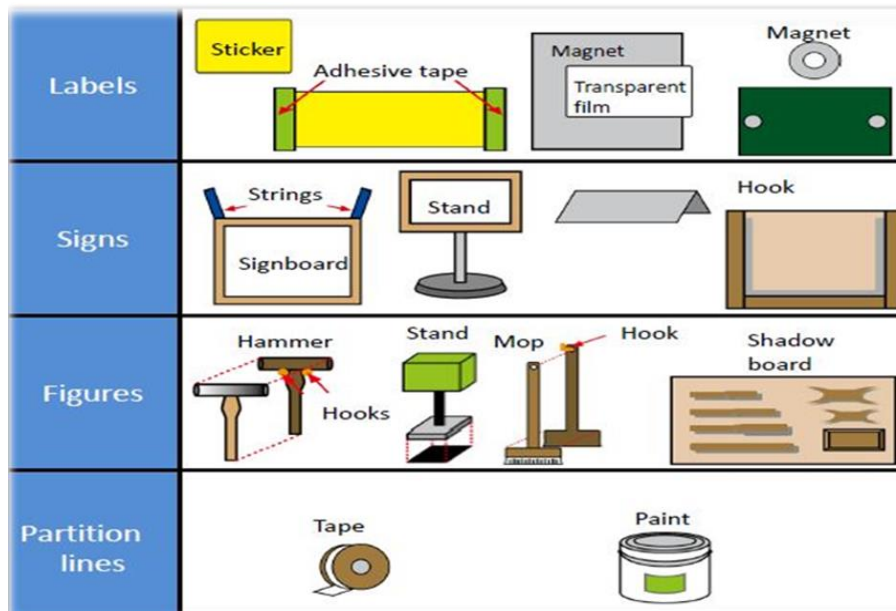 Labels
Sticker
Adhesive tape
Magnet
Transparent
film
Magnet
Signs
Strings
Signboard
Stand
Hook
Figures
Hammer
Hooks
Stand
Mop
Hook
Shadow
board
Partition
lines
Tape
Paint